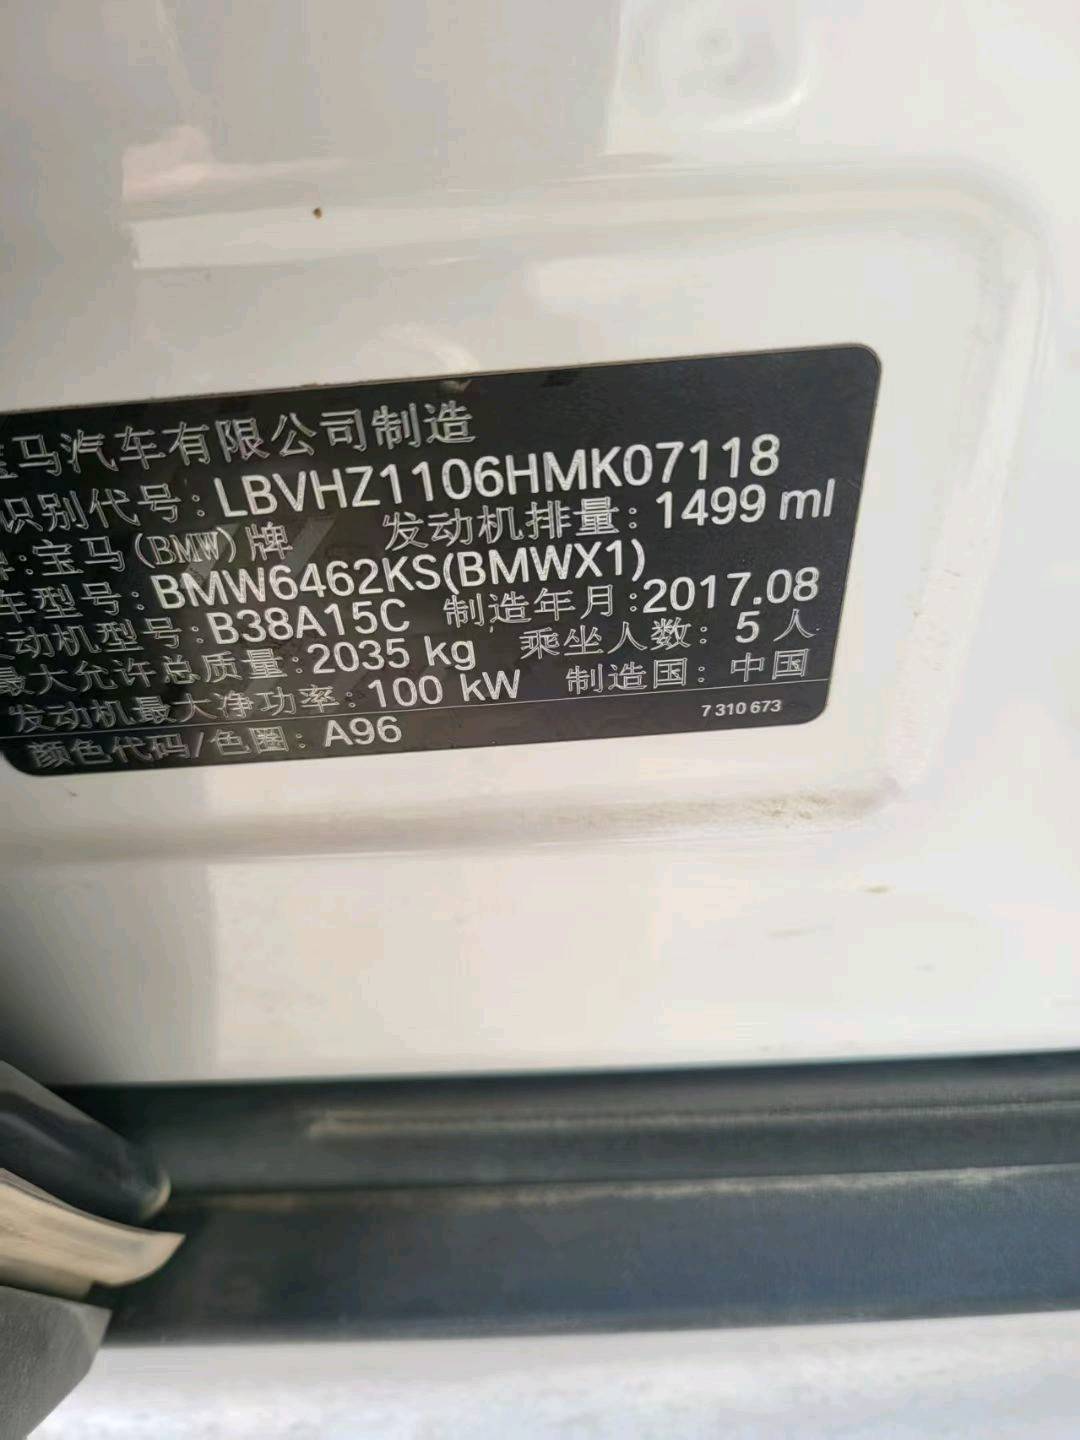 宝马汽车有限公司制造
识别代号:LBVHZ1106HMK07118
牌:宝马(BMW)牌 发动机排量:1499 ml
车型号:BMW6462KS(BMWX1)
动机型号:B38A15C 制造年月:2017.08
最大允许总质量:2035 kg 乘坐人数:5人
发动机最大净功率:100 kW 制造国:中国
颜色代码/色圈:A96 7 310 673